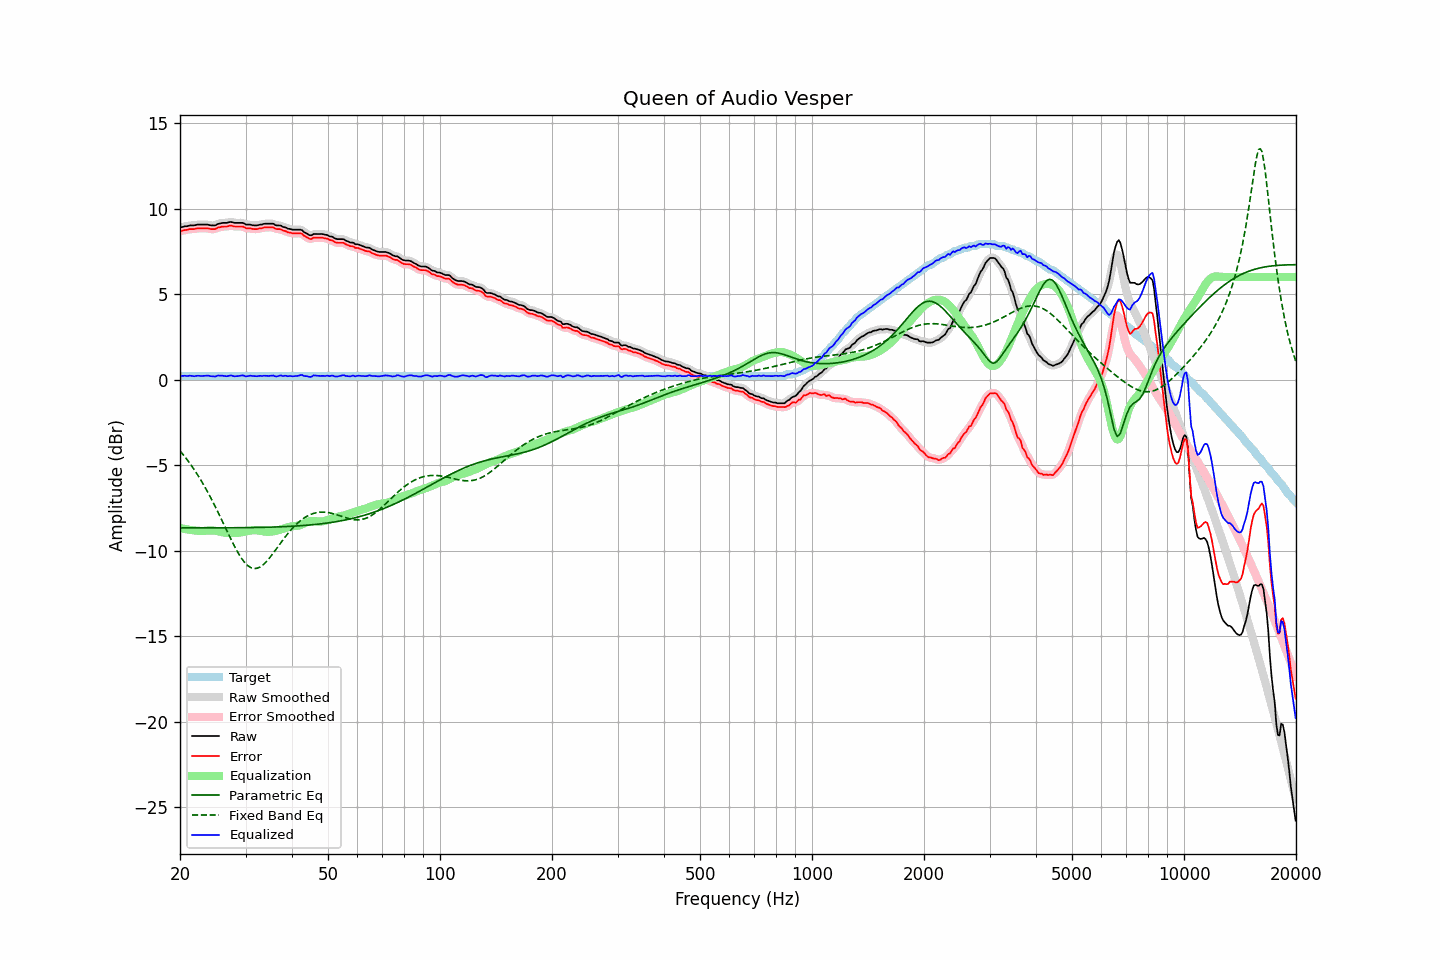 Queen of Audio Vesper
15
10
5
0
−5
−10
−15
−20
−25
Amplitude (dBr)
Target
Raw Smoothed
Error Smoothed
Raw
Error
Equalization
Parametric Eq
Fixed Band Eq
Equalized
20 50 100 200 500 1000 2000 5000 10000 20000
Frequency (Hz)